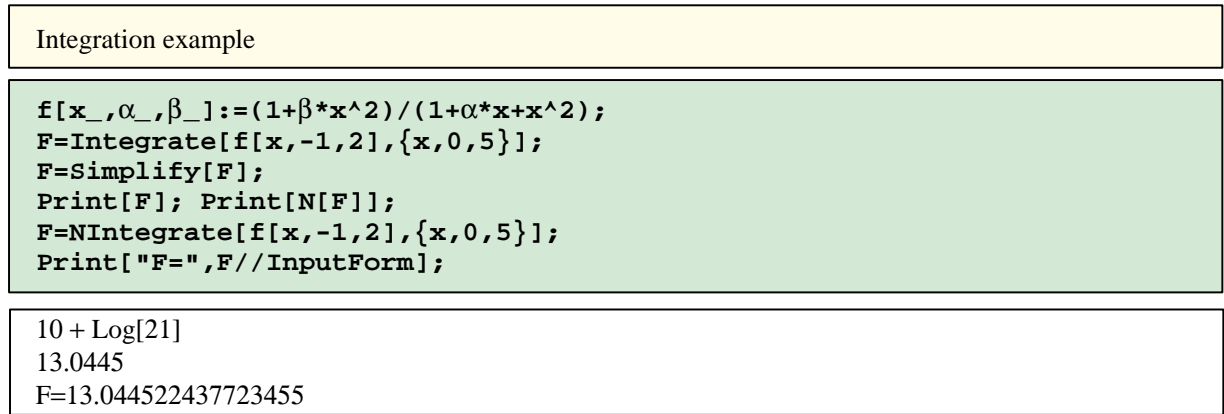 Integration example
f[x_,α_,β_]:=(1+β*x^2)/(1+α*x+x^2);
F=Integrate[f[x,-1,2],{x,0,5}];
F=Simplify[F];
Print[F]; Print[N[F]];
F=NIntegrate[f[x,-1,2],{x,0,5}];
Print["F=",F//InputForm];
10 + Log[21]
13.0445
F=13.044522437723455